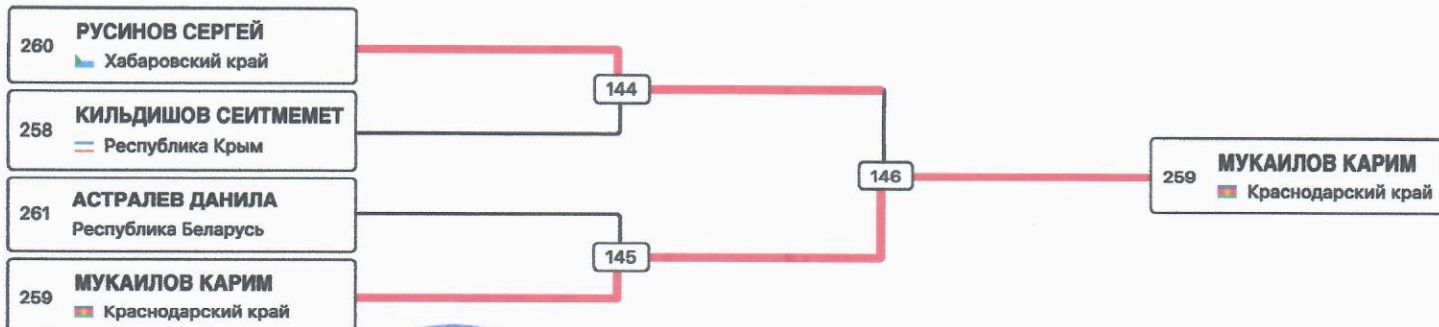 260 РУСИНОВ СЕРГЕЙ
Хабаровский край
258 КИЛЬДИШОВ СЕИТМЕМЕТ
Республика Крым
261 АСТРАЛЕВ ДАНИЛА
Республика Беларусь
259 МУКАИЛОВ КАРИМ
Краснодарский край
144
145
146
259 МУКАИЛОВ КАРИМ
Краснодарский край